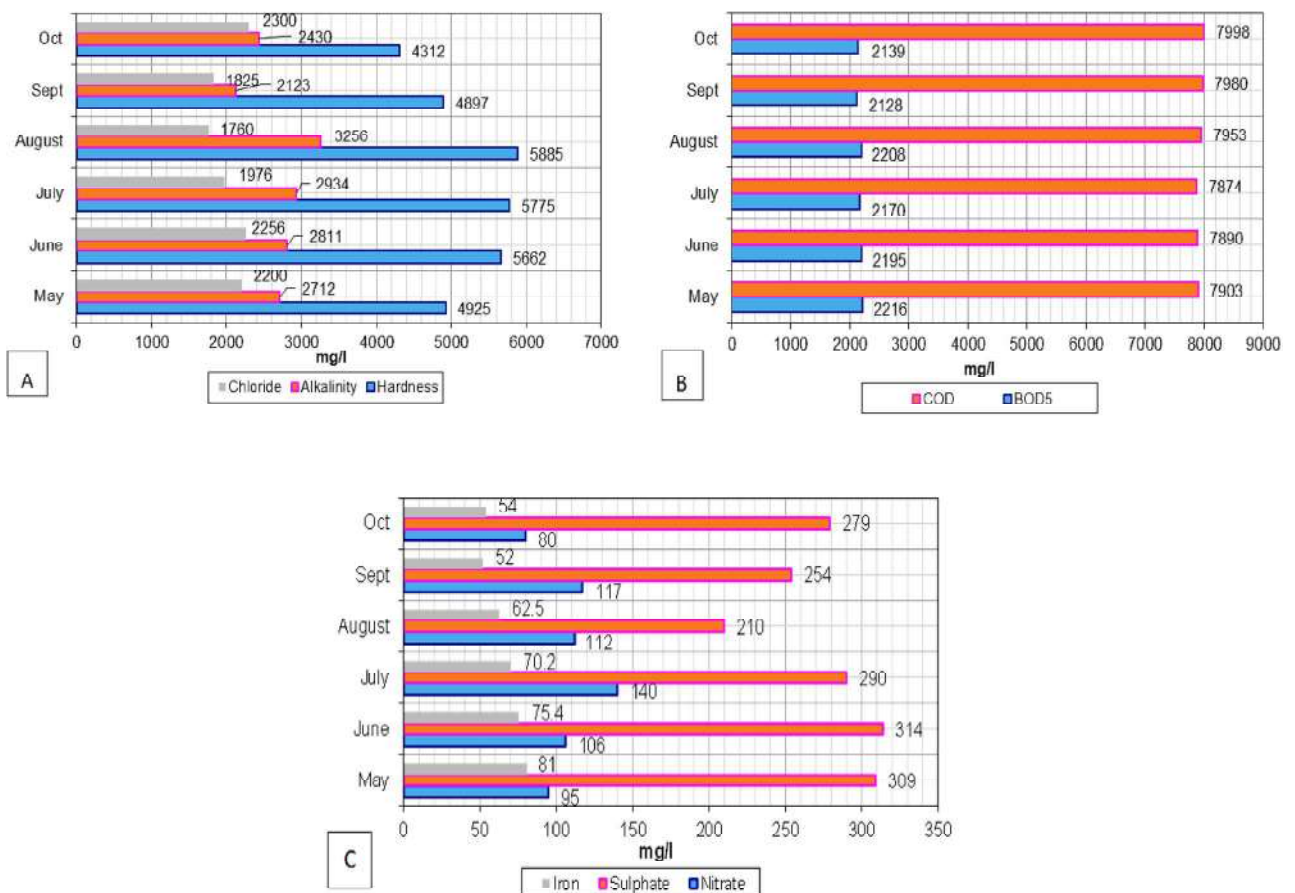 2300
Oct
2430
4312
1825
Sept
2123
4897
1760
August
3256
5885
1976
July
2934
5775
2256
June
2811
5662
2200
May
2712
4925
0 1000 2000 3000 4000 5000 6000 7000
mg/l
A
Chloride Alkalinity Hardness
Oct
7998
2139
Sept
7980
2128
August
7953
2208
July
7874
2170
June
7890
2195
May
7903
2216
0 1000 2000 3000 4000 5000 6000 7000 8000 9000
mg/l
B
COD BOD5
54
Oct
279
80
52
Sept
254
117
62.5
August
210
112
70.2
July
290
140
75.4
June
314
106
81
May
309
95
0 50 100 150 200 250 300 350
mg/l
C
Iron Sulphate Nitrate